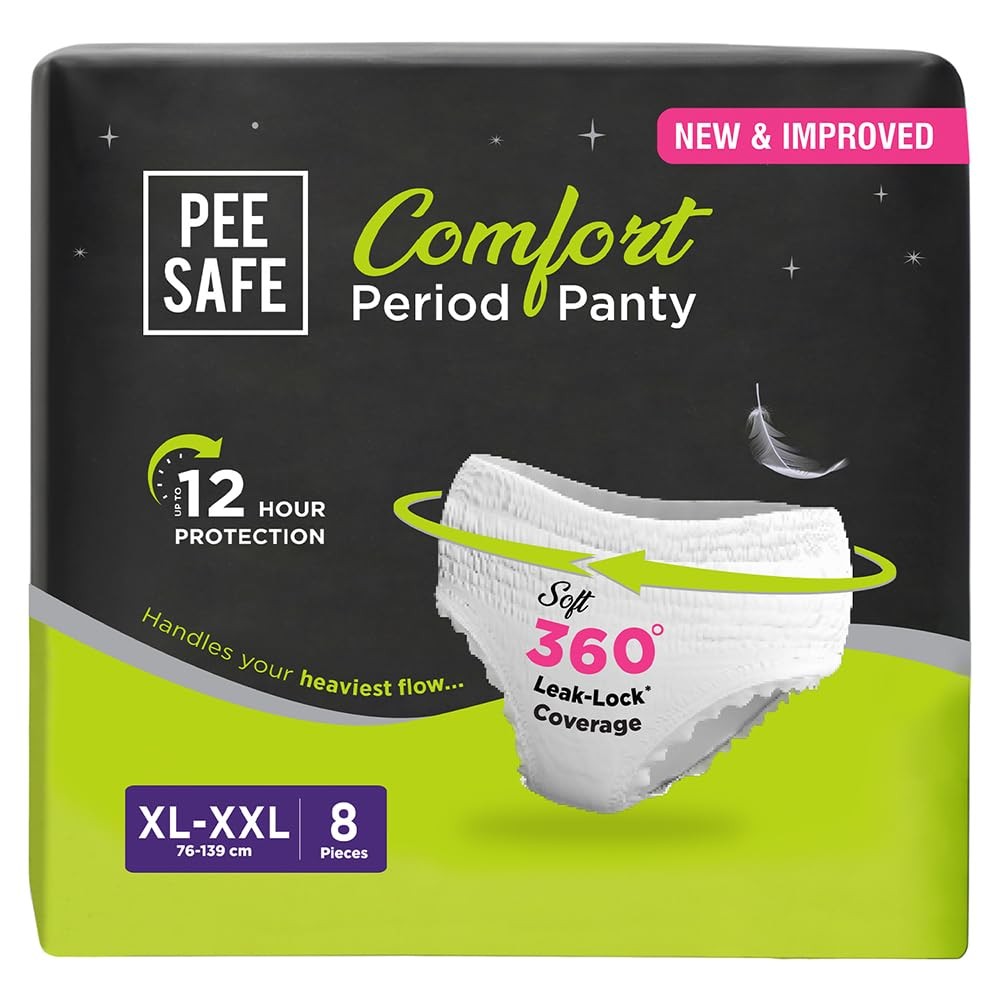 NEW & IMPROVED
PEE
SAFE
Comfort
Period Panty
UP TO 12 HOUR
PROTECTION
Handles your heaviest flow...
Soft
360°
Leak-Lock*
Coverage
XL-XXL
76-139 cm
8
Pieces